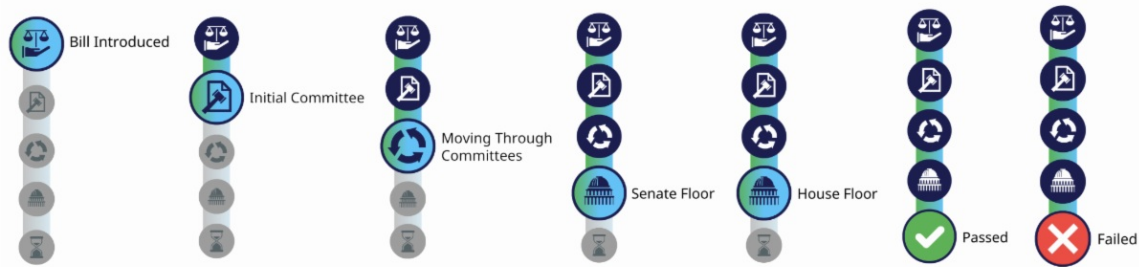 Bill Introduced
Initial Committee
Moving Through
Committees
Senate Floor
House Floor
Passed
Failed